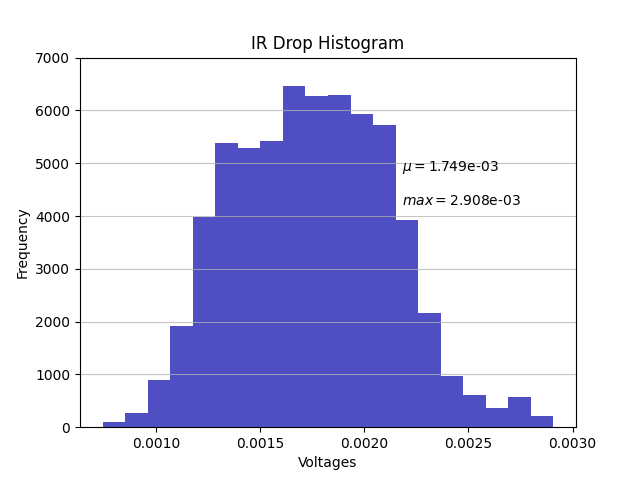 IR Drop Histogram
7000
6000
5000
4000
3000
2000
1000
0
Frequency
μ = 1.749e-03
max = 2.908e-03
0.0010 0.0015 0.0020 0.0025 0.0030
Voltages